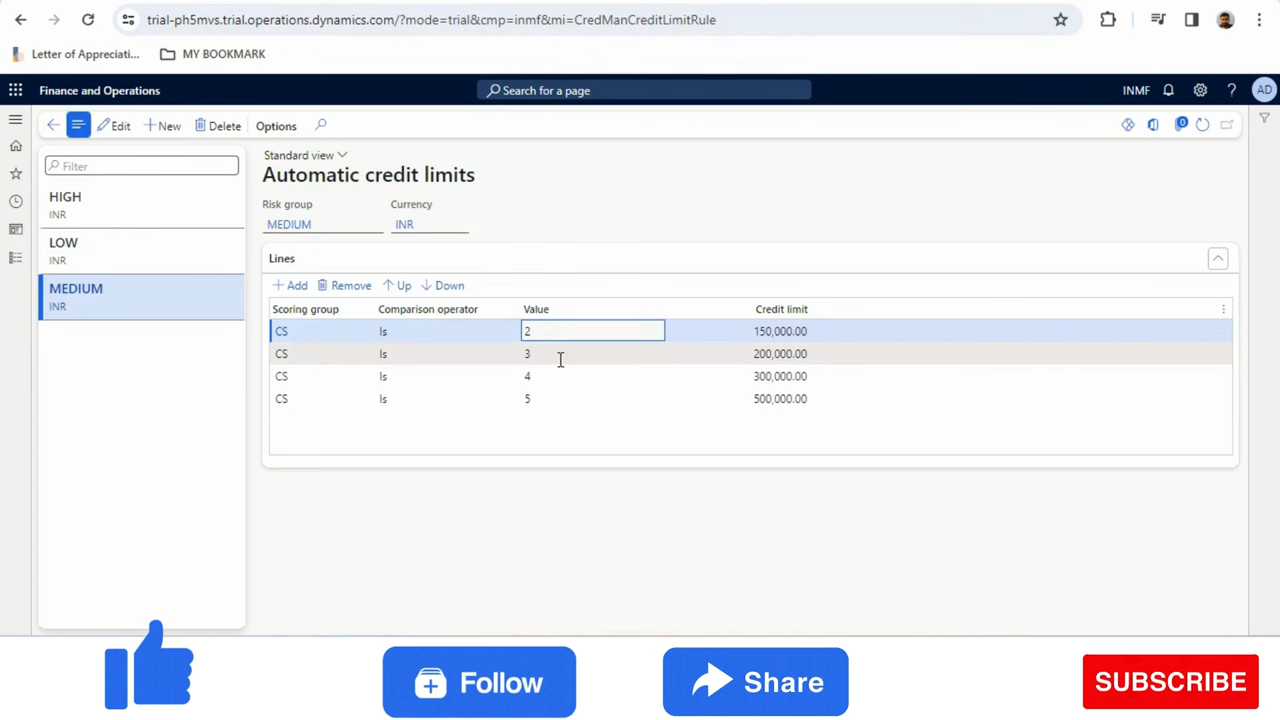 trial-ph5mvs.trial.operations.dynamics.com/?mode=trial&cmp=inmf&mi=CredManCreditLimitRule
Letter of Appreciati... MY BOOKMARK
Finance and Operations Search for a page INMF ? AD
Edit + New Delete Options 0
Filter
HIGH
INR
LOW
INR
MEDIUM
INR
Standard view
Automatic credit limits
Risk group Currency
MEDIUM INR
Lines
+ Add Remove ↑ Up ↓ Down
Scoring group Comparison operator Value Credit limit
CS Is 2 150,000.00
CS Is 3 200,000.00
CS Is 4 300,000.00
CS Is 5 500,000.00
Follow Share SUBSCRIBE